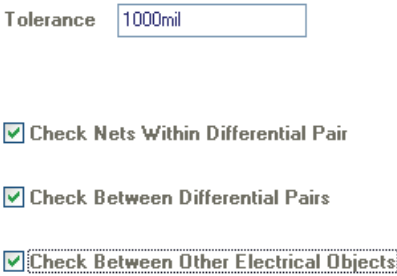 Tolerance 1000mil
Check Nets Within Differential Pair
Check Between Differential Pairs
Check Between Other Electrical Objects